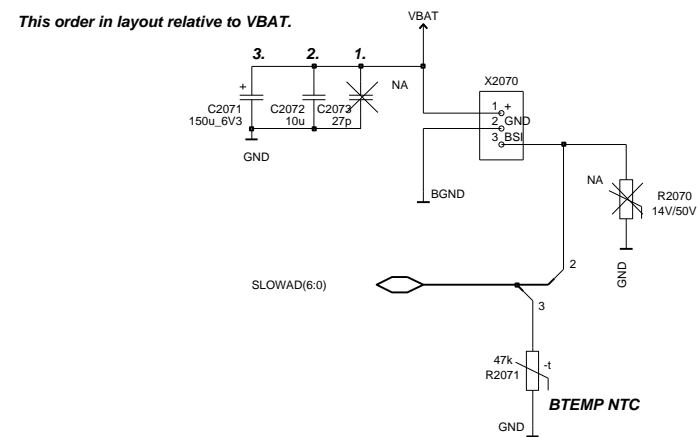 This order in layout relative to VBAT.
VBAT
3.
2.
1.
NA
X2070
+
C2071
150u_6V3
C2072
10u
C2073
27p
1 +
2 GND
3 BSI
GND
BGND
NA
R2070
14V/50V
GND
2
SLOWAD(6:0)
3
47k
R2071
-t
BTEMP NTC
GND